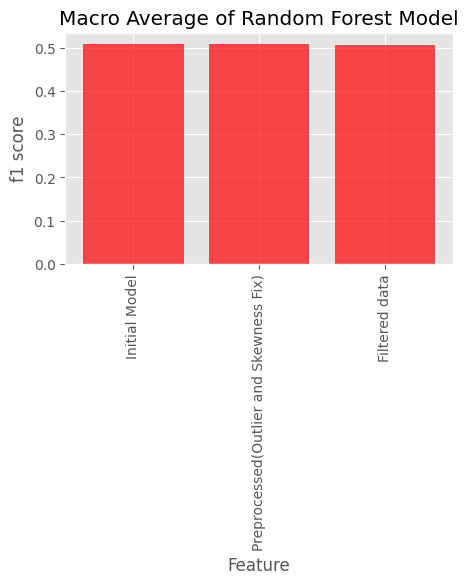 Macro Average of Random Forest Model
f1 score
0.5
0.4
0.3
0.2
0.1
0.0
Initial Model
Preprocessed(Outlier and Skewness Fix)
Filtered data
Feature